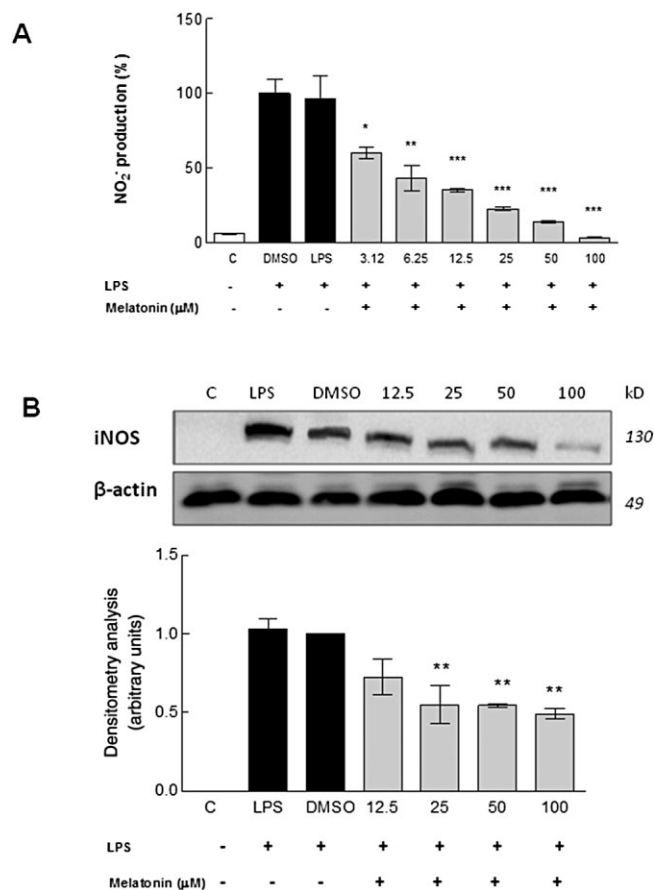 A
NO₂⁻ production (%)
150
100
50
0
*
**
***
***
***
***
C DMSO LPS 3.12 6.25 12.5 25 50 100
LPS - + + + + + + + +
Melatonin (μM) - - - + + + + + +
B
C LPS DMSO 12.5 25 50 100 kD
iNOS 130
β-actin 49
Densitometry analysis
(arbitrary units)
1.5
1.0
0.5
0.0
** ** **
C LPS DMSO 12.5 25 50 100
LPS - + + + + + +
Melatonin (μM) - - - + + + +